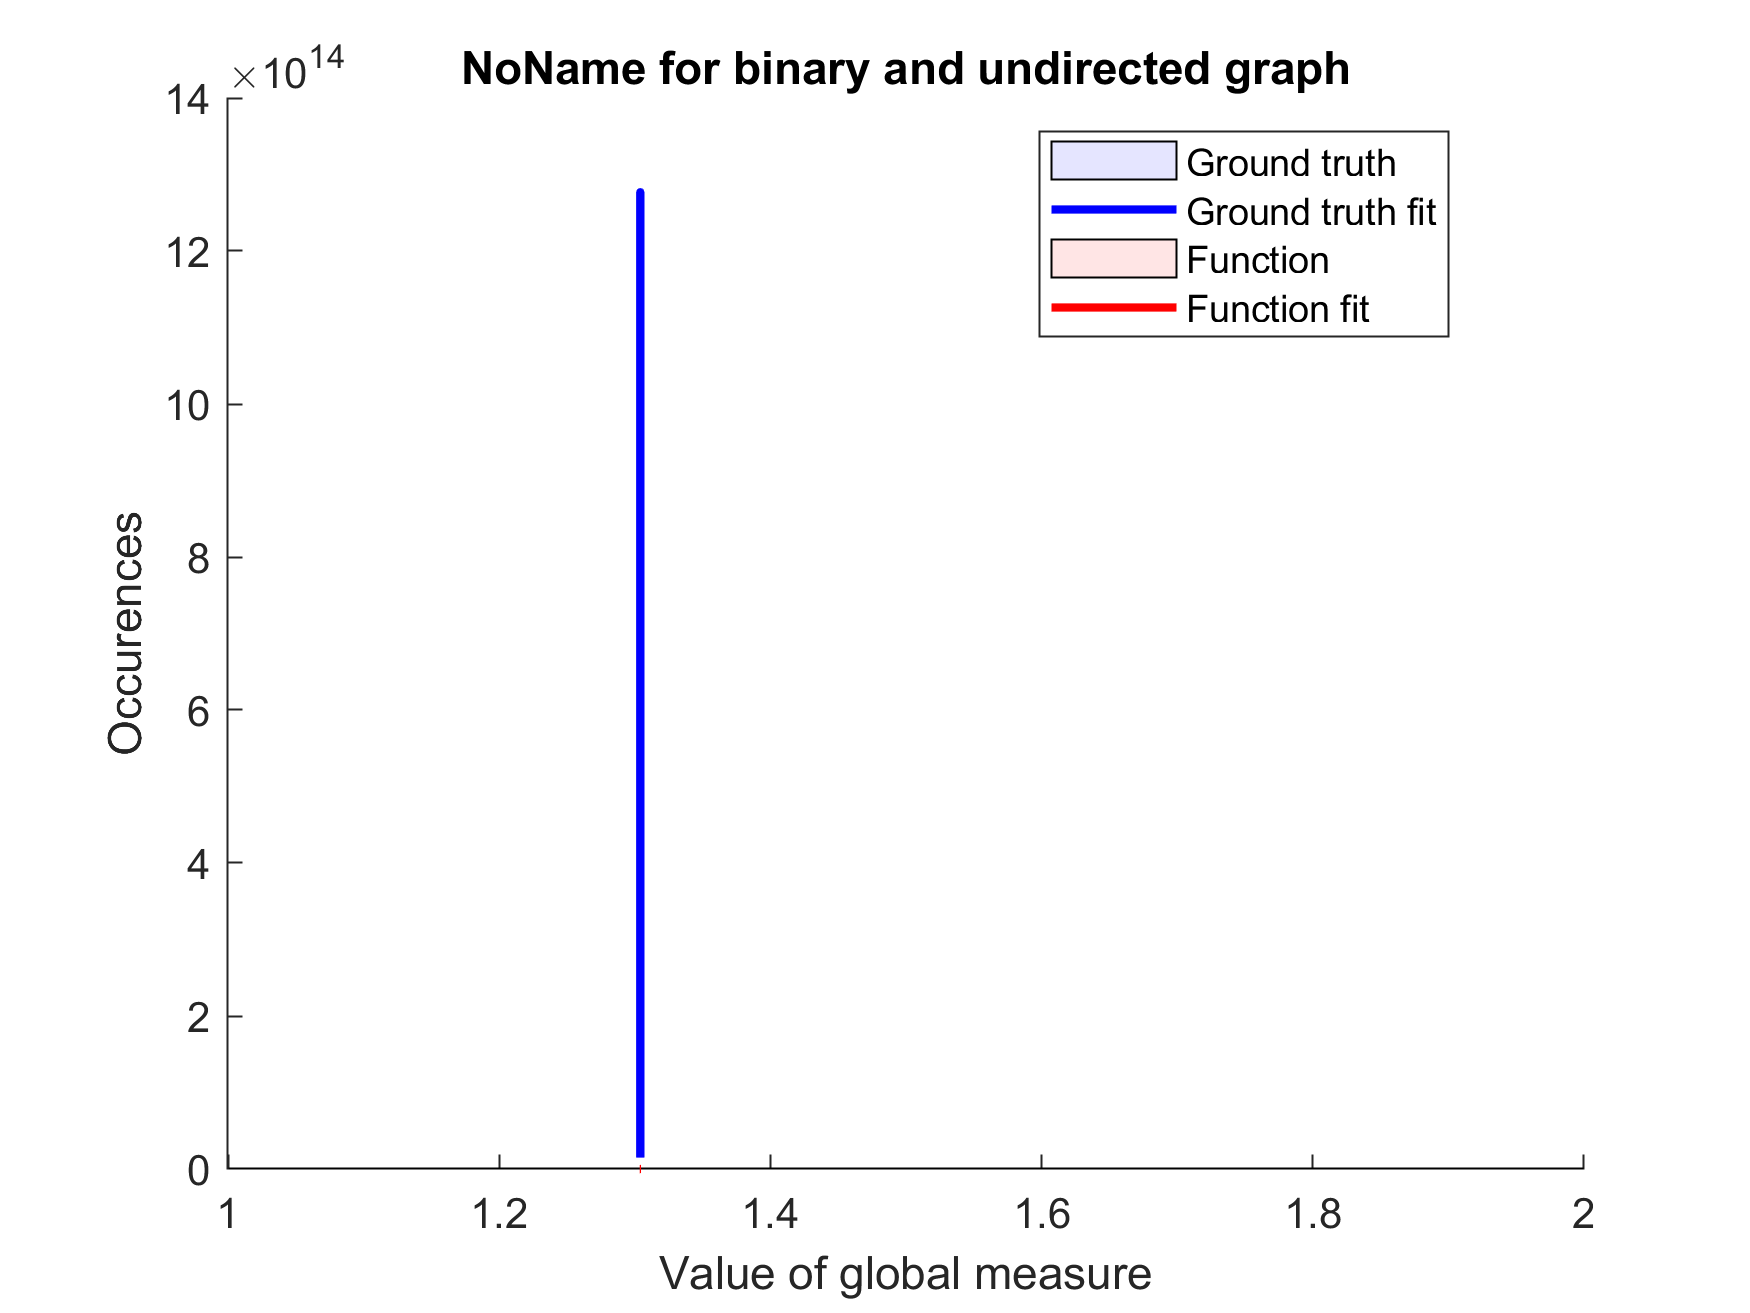 NoName for binary and undirected graph
×10^14
14
12
10
8
6
4
2
0
Occurences
Ground truth
Ground truth fit
Function
Function fit
1 1.2 1.4 1.6 1.8 2
Value of global measure